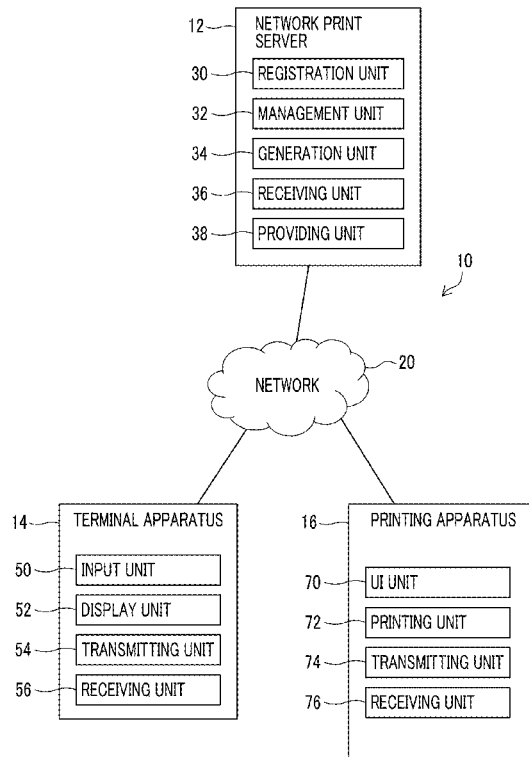 12
NETWORK PRINT
SERVER
30
REGISTRATION UNIT
32
MANAGEMENT UNIT
34
GENERATION UNIT
36
RECEIVING UNIT
38
PROVIDING UNIT
10
20
NETWORK
14
TERMINAL APPARATUS
50
INPUT UNIT
52
DISPLAY UNIT
54
TRANSMITTING UNIT
56
RECEIVING UNIT
16
PRINTING APPARATUS
70
UI UNIT
72
PRINTING UNIT
74
TRANSMITTING UNIT
76
RECEIVING UNIT